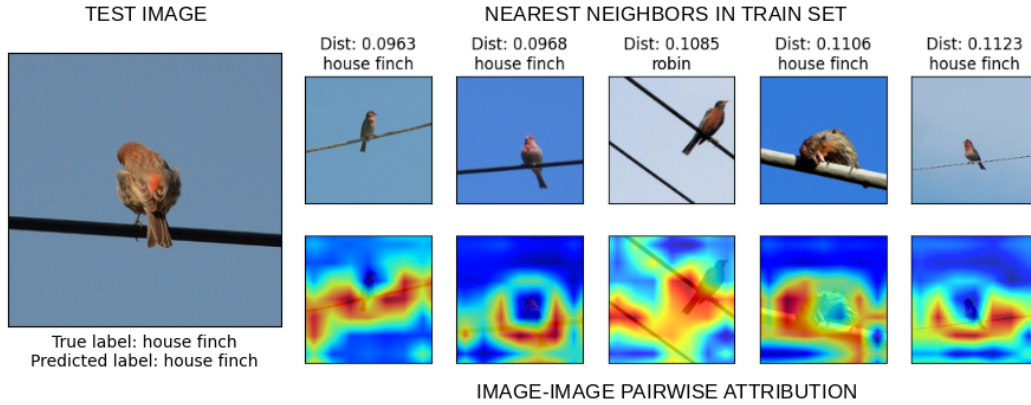 TEST IMAGE
NEAREST NEIGHBORS IN TRAIN SET
Dist: 0.0963
house finch
Dist: 0.0968
house finch
Dist: 0.1085
robin
Dist: 0.1106
house finch
Dist: 0.1123
house finch
True label: house finch
Predicted label: house finch
IMAGE-IMAGE PAIRWISE ATTRIBUTION